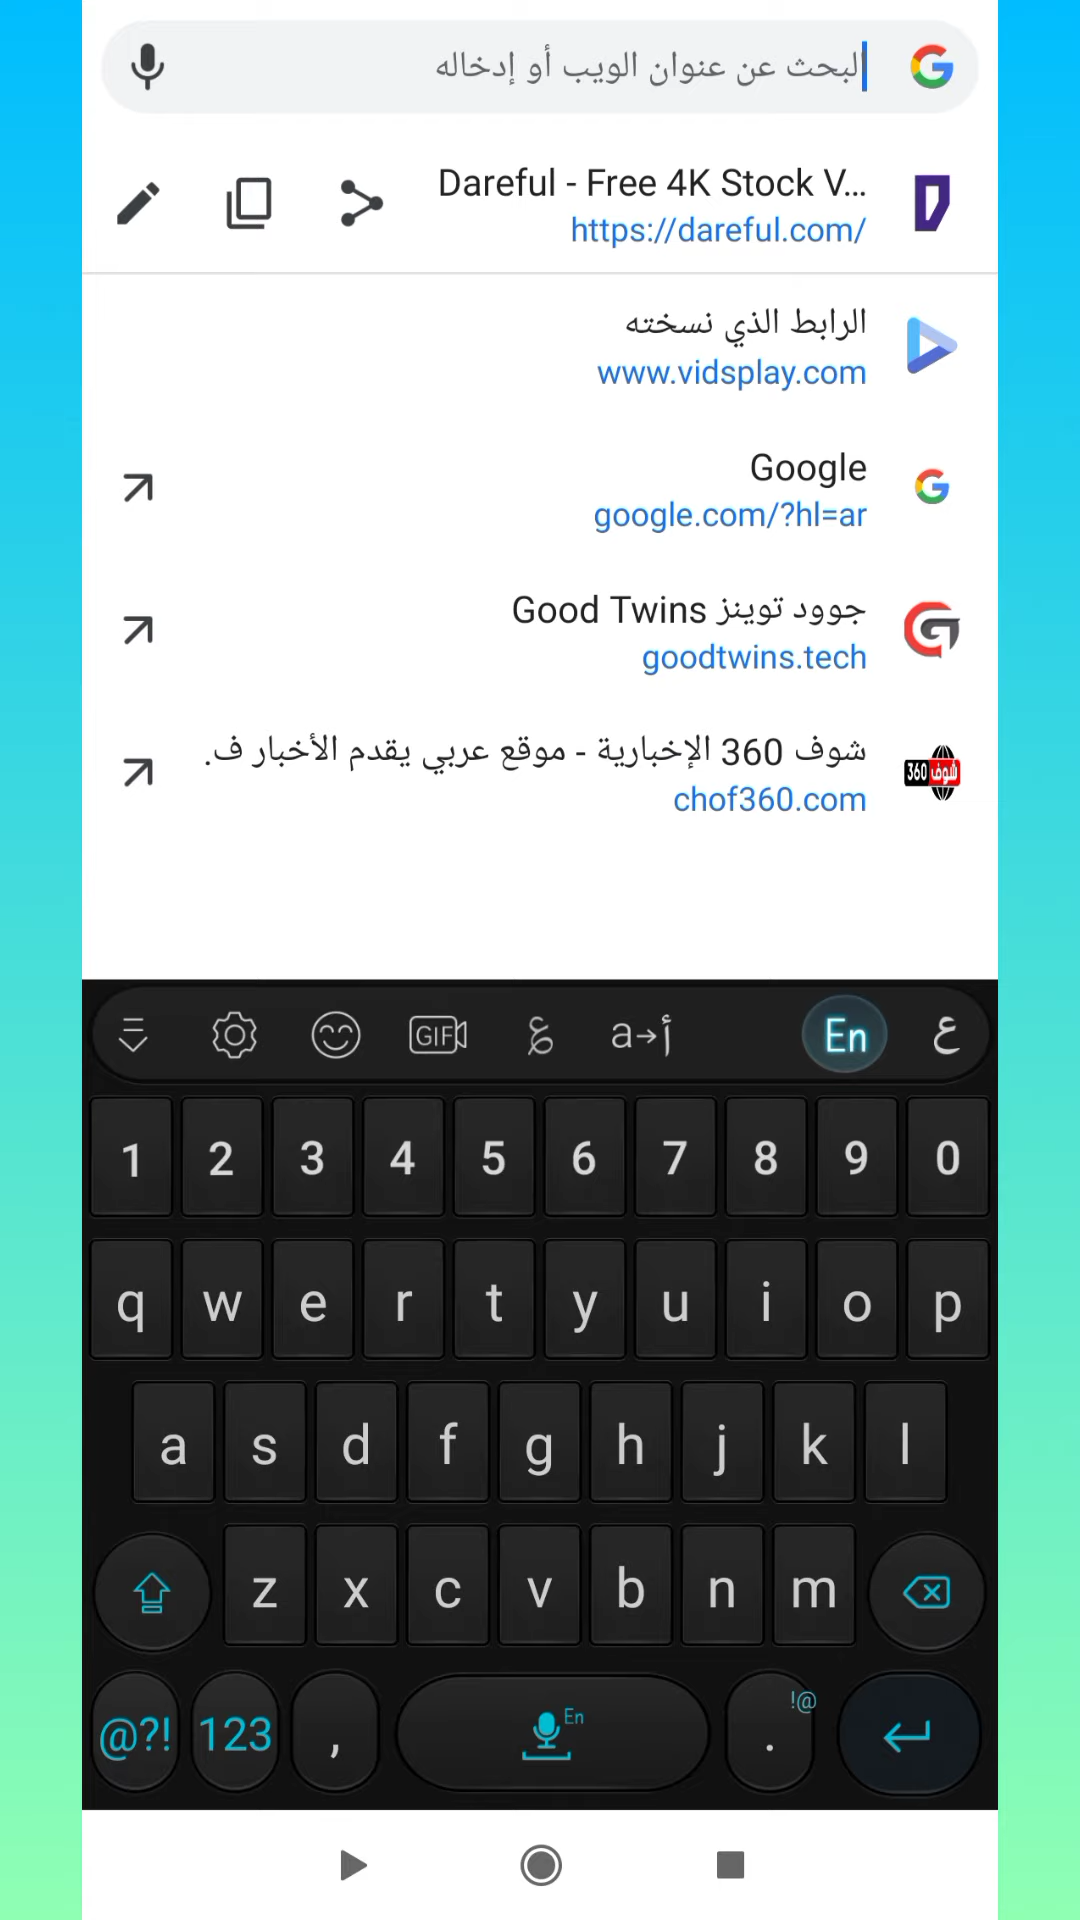 البحث عن عنوان الويب أو إدخاله
Dareful - Free 4K Stock V...
https://dareful.com/
الرابط الذي نسخته
www.vidsplay.com
Google
google.com/?hl=ar
جوود توينز Good Twins
goodtwins.tech
شوف 360 الإخبارية - موقع عربي يقدم الأخبار ف.
شوف 360
chof360.com
GIF ع a→أ En ع
1 2 3 4 5 6 7 8 9 0
q w e r t y u i o p
a s d f g h j k l
z x c v b n m
@?! 123 , En . !@